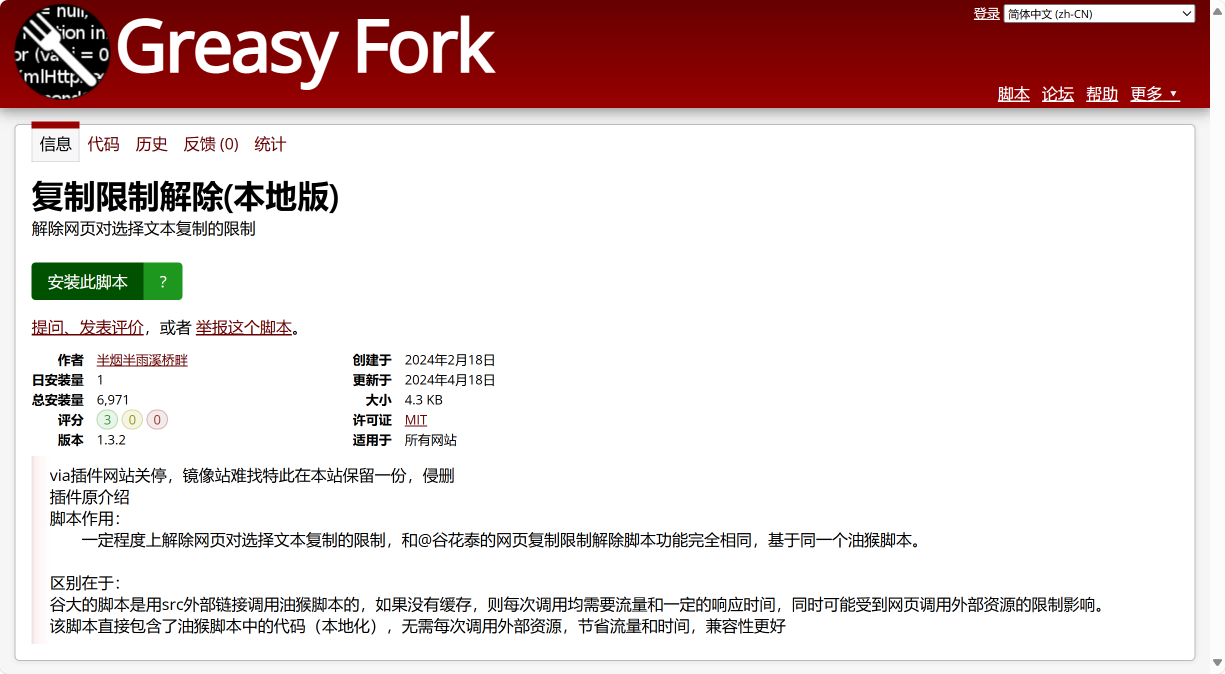 = null,
tion in
or (va i = 0
mlHttp
Greasy Fork
登录 简体中文 (zh-CN)
脚本 论坛 帮助 更多 ▼
信息 代码 历史 反馈 (0) 统计
复制限制解除(本地版)
解除网页对选择文本复制的限制
安装此脚本 ?
提问、发表评价，或者 举报这个脚本。
作者 半烟半雨溪桥畔 创建于 2024年2月18日
日安装量 1 更新于 2024年4月18日
总安装量 6,971 大小 4.3 KB
评分 3 0 0 许可证 MIT
版本 1.3.2 适用于 所有网站
via插件网站关停，镜像站难找特此在本站保留一份，侵删
插件原介绍
脚本作用：
一定程度上解除网页对选择文本复制的限制，和@谷花泰的网页复制限制解除脚本功能完全相同，基于同一个油猴脚本。
区别在于：
谷大的脚本是用src外部链接调用油猴脚本的，如果没有缓存，则每次调用均需要流量和一定的响应时间，同时可能受到网页调用外部资源的限制影响。
该脚本直接包含了油猴脚本中的代码（本地化），无需每次调用外部资源，节省流量和时间，兼容性更好